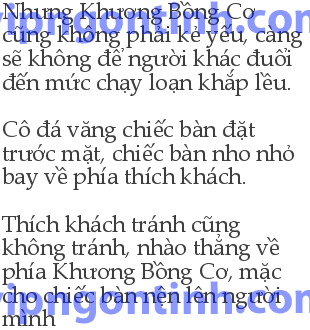 Nhưng Khương Bồng Cơ
cũng không phải kẻ yếu, càng
sẽ không để người khác đuổi
đến mức chạy loạn khắp lều.

Cô đá văng chiếc bàn đặt
trước mặt, chiếc bàn nho nhỏ
bay về phía thích khách.

Thích khách tránh cũng
không tránh, nhào thẳng về
phía Khương Bồng Cơ, mặc
cho chiếc bàn nện lên người
mình